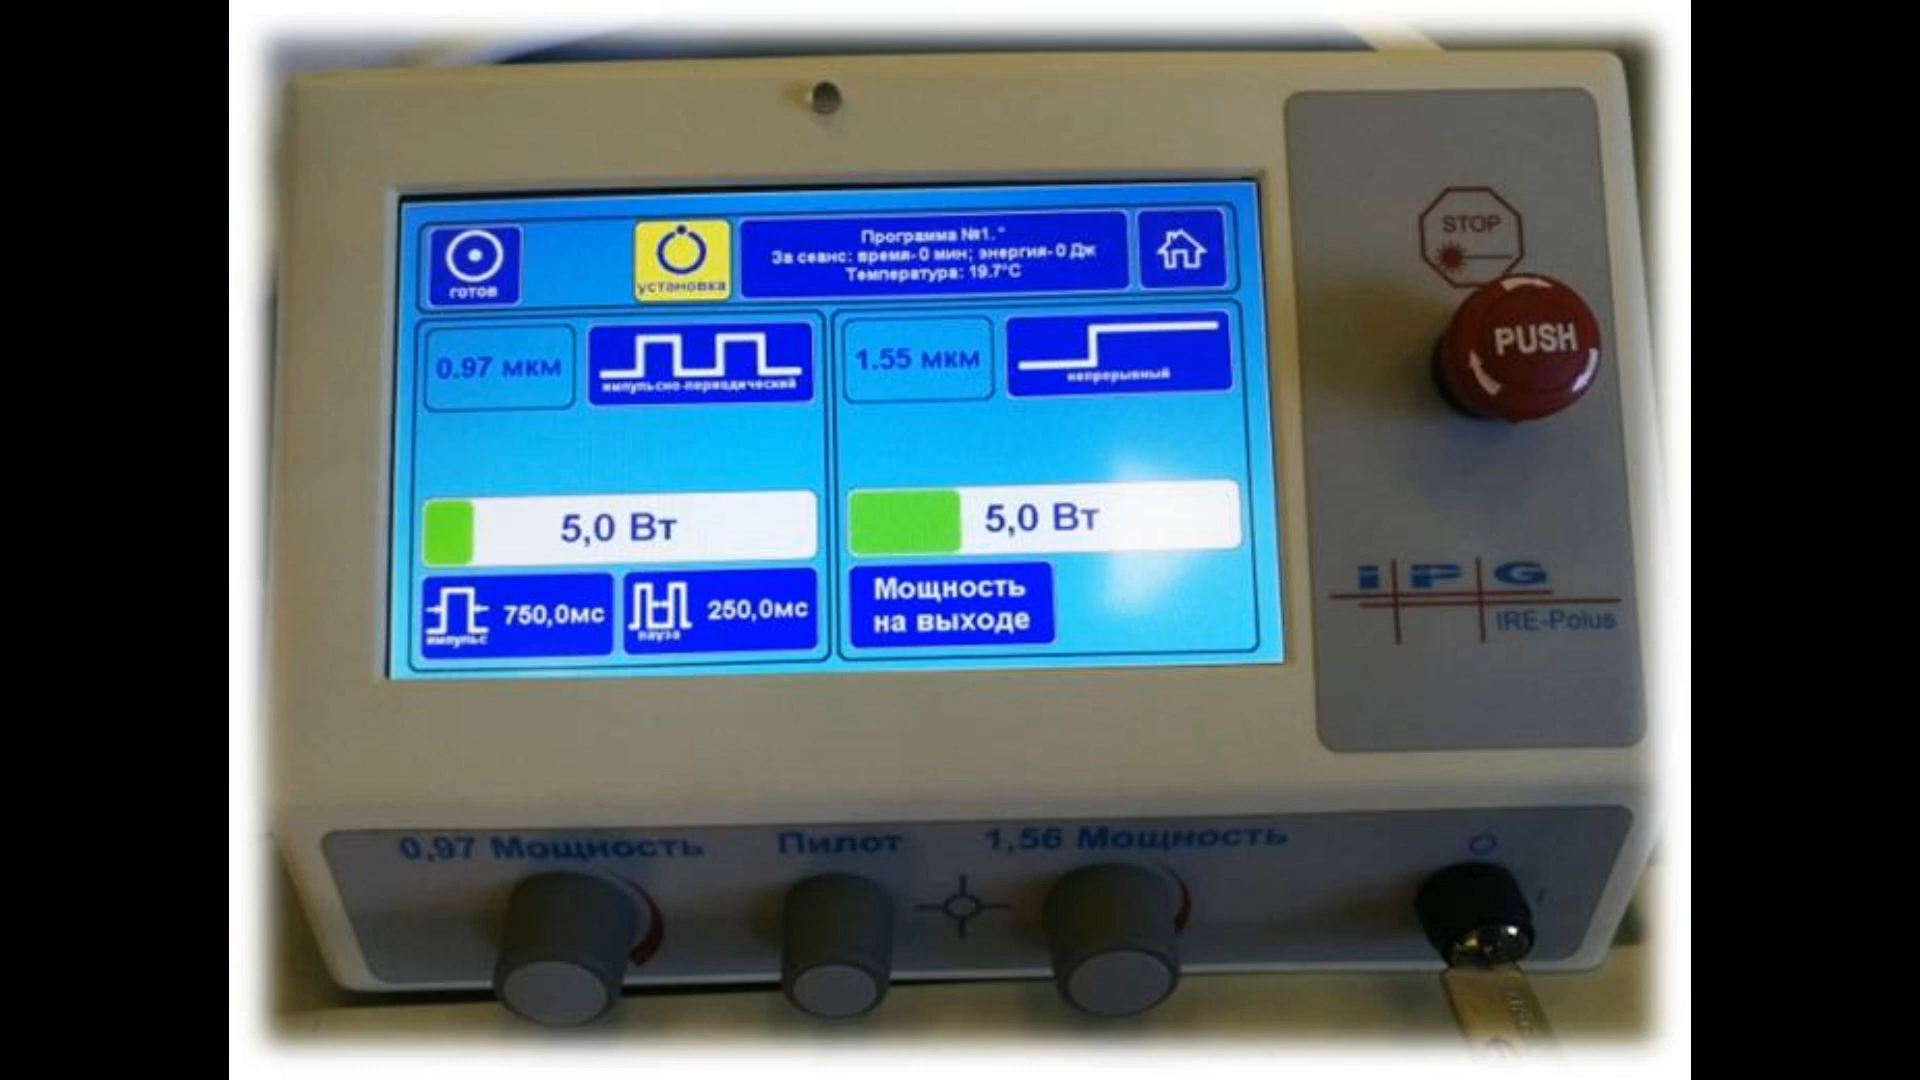 готов
установка
Программа №1.*
За сеанс: время- 0 мин; энергия- 0 Дж
Температура: 19.7°C
0.97 мкм
импульсно-периодический
1.55 мкм
непрерывный
5,0 Вт
5,0 Вт
импульс
750,0мс
пауза
250,0мс
Мощность
на выходе
STOP
PUSH
IPG
IRE-Polus
0,97 Мощность
Пилот
1,56 Мощность